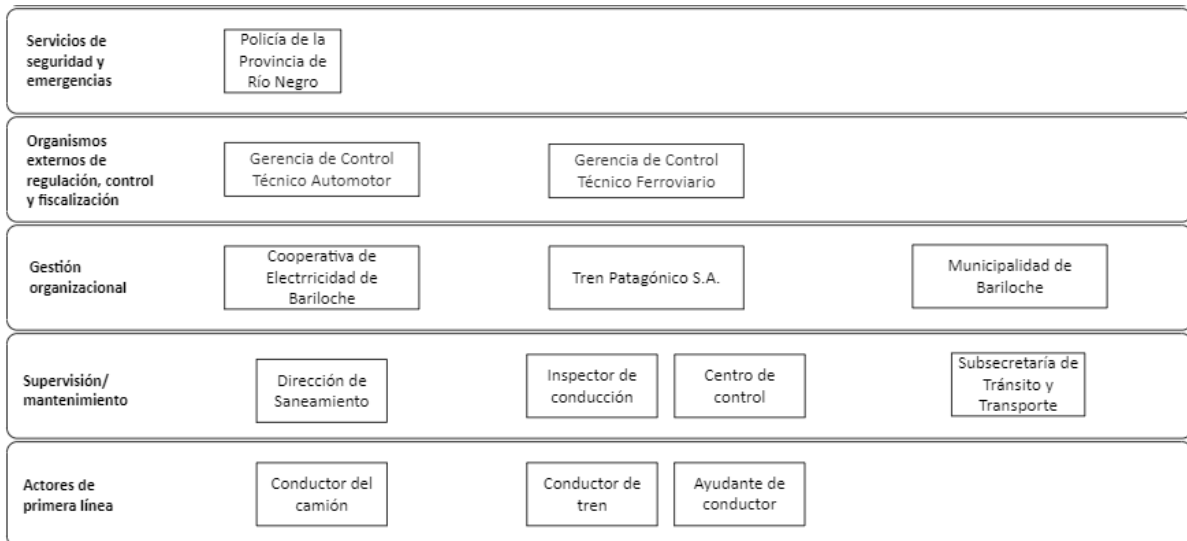 Servicios de
seguridad y
emergencias
Policía de la
Provincia de
Río Negro
Organismos
externos de
regulación, control
y fiscalización
Gerencia de Control
Técnico Automotor
Gerencia de Control
Técnico Ferroviario
Gestión
organizacional
Cooperativa de
Electrricidad de
Bariloche
Tren Patagónico S.A.
Municipalidad de
Bariloche
Supervisión/
mantenimiento
Dirección de
Saneamiento
Inspector de
conducción
Centro de
control
Subsecretaría de
Tránsito y
Transporte
Actores de
primera línea
Conductor del
camión
Conductor de
tren
Ayudante de
conductor